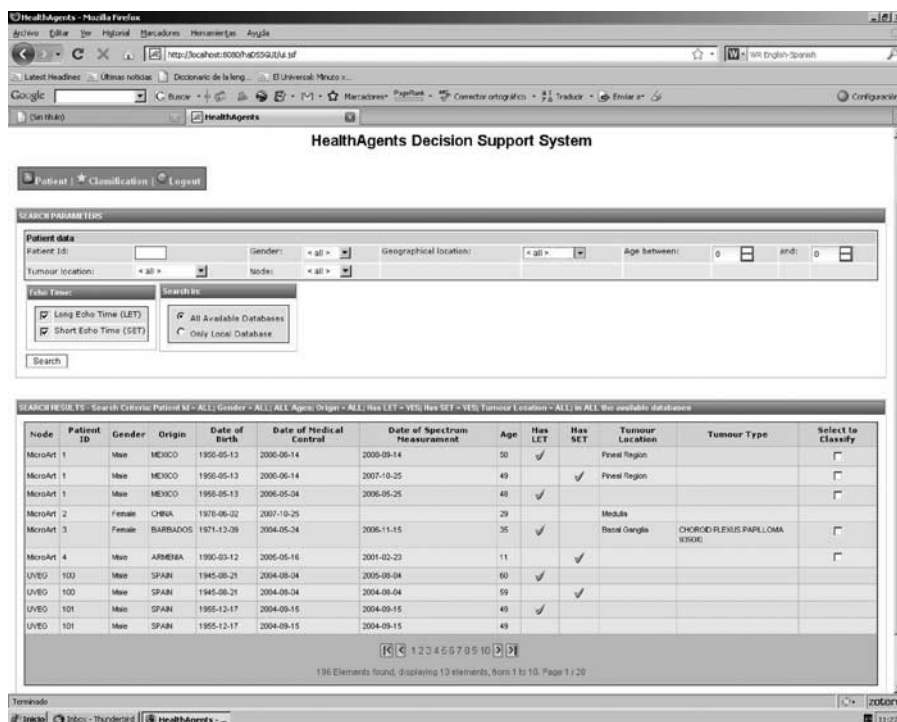 HealthAgents - Mozilla Firefox
Archivo Editar Ver Historial Marcadores Herramientas Ayuda
http://localhost:8080/haDSSGUI/ui.jsf WR English-Spanish
Latest Headlines Últimas noticias Diccionario de la leng... El Universal: Minuto x...
Google Buscar Marcadores PageRank Corrector ortográfico Traducir Enviar a Configuración
(Sin título) HealthAgents
HealthAgents Decision Support System
Patient | Classification | Logout
SEARCH PARAMETERS
Patient data
Patient Id: Gender: < all > Geographical location: < all > Age between: 0 and: 0
Tumour location: < all > Node: < all >
Echo Time: Search in:
Long Echo Time (LET) All Available Databases
Short Echo Time (SET) Only Local Database
Search
SEARCH RESULTS - Search Criteria: Patient Id = ALL; Gender = ALL; ALL Ages; Origin = ALL; Has LET = YES; Has SET = YES; Tumour Location = ALL; in ALL the available databases
Node Patient ID Gender Origin Date of Birth Date of Medical Control Date of Spectrum Measurement Age Has LET Has SET Tumour Location Tumour Type Select to Classify
MicroArt 1 Male MEXICO 1958-05-13 2008-06-14 2008-09-14 50 Pineal Region
MicroArt 1 Male MEXICO 1958-05-13 2008-06-14 2007-10-25 49 Pineal Region
MicroArt 1 Male MEXICO 1958-05-13 2006-05-04 2006-05-25 48
MicroArt 2 Female CHINA 1978-06-02 2007-10-25 29 Medulla
MicroArt 3 Female BARBADOS 1971-12-09 2004-05-24 2006-11-15 35 Basal Ganglia CHOROID PLEXUS PAPILLOMA
MicroArt 4 Male ARMENIA 1990-03-12 2005-05-16 2001-02-23 11
UVEG 100 Male SPAIN 1945-08-21 2004-08-04 2005-08-04 60
UVEG 100 Male SPAIN 1945-08-21 2004-08-04 2004-08-04 59
UVEG 101 Male SPAIN 1955-12-17 2004-09-15 2004-09-15 49
UVEG 101 Male SPAIN 1955-12-17 2004-09-15 2004-09-15 49
1 2 3 4 5 6 7 8 9 10
196 Elements found, displaying 10 elements, from 1 to 10. Page 1 / 20
Terminado zotero
Inicio Inbox - Thunderbird HealthAgents - ... 11:27